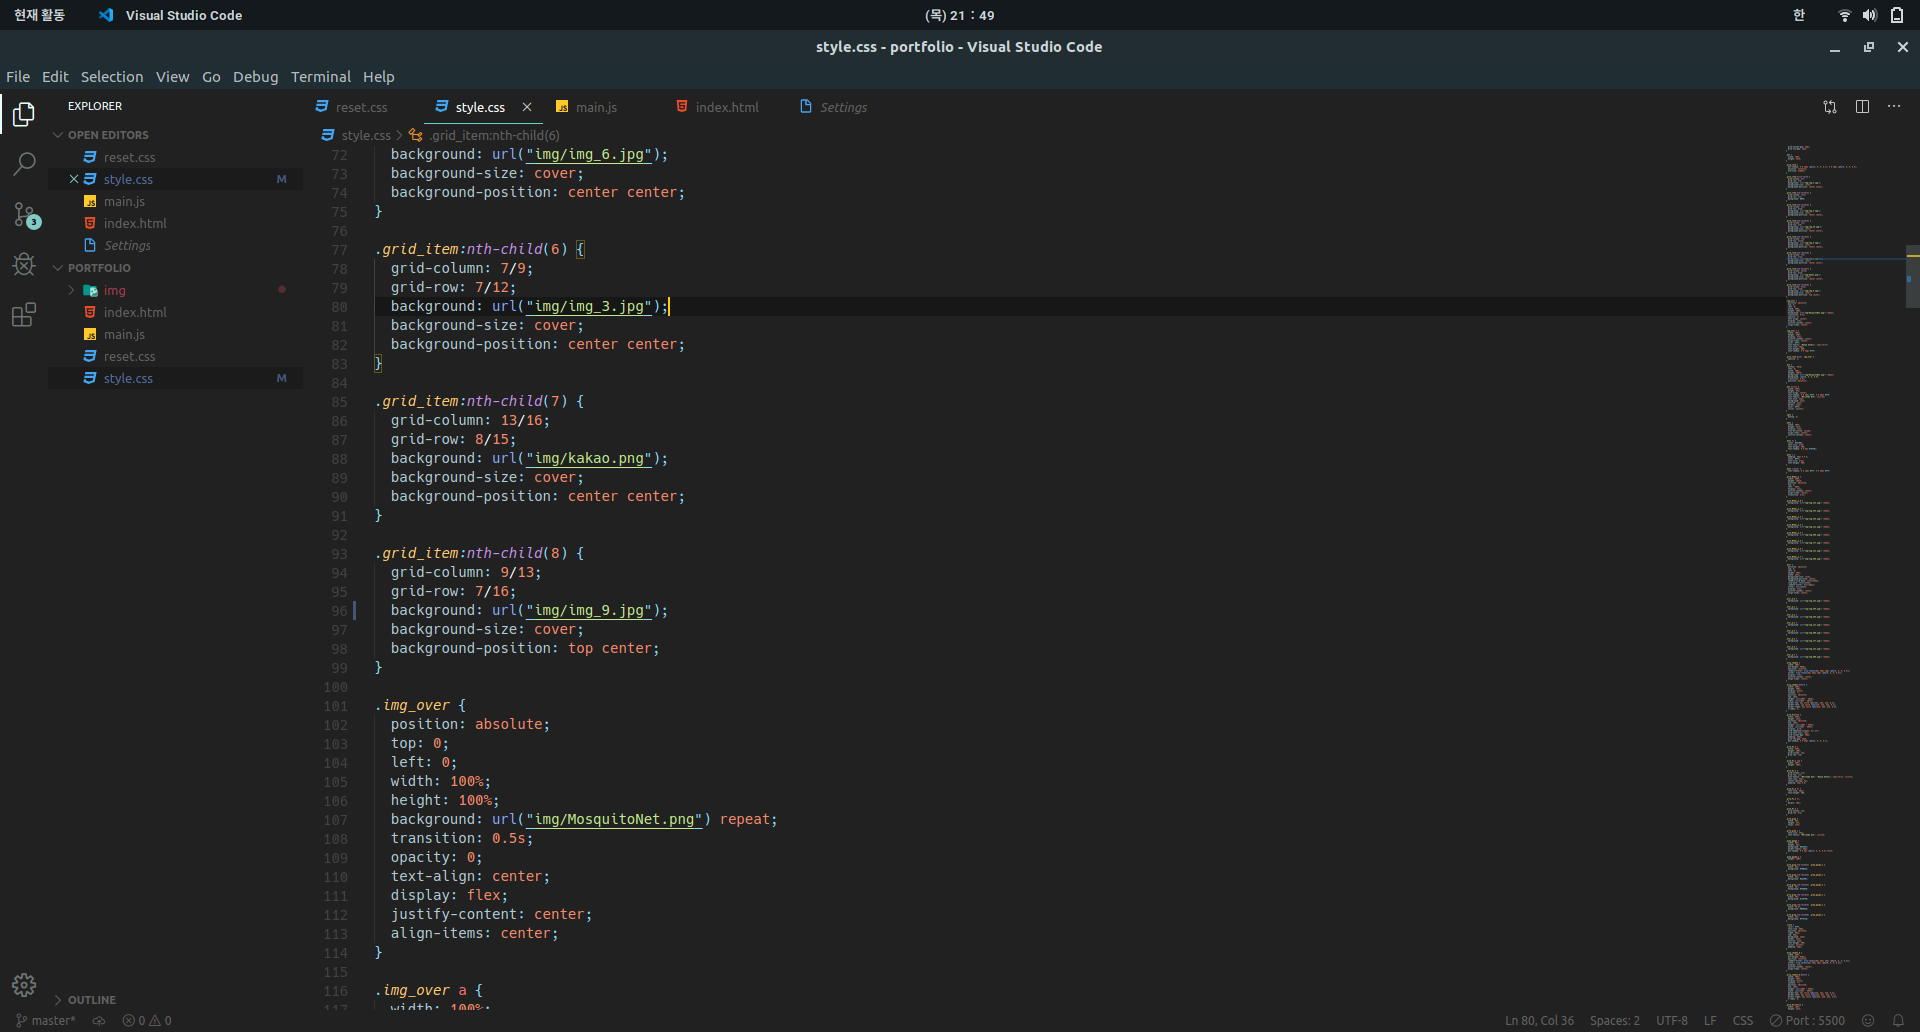 현재 활동
Visual Studio Code
(목) 21 : 49
한
style.css - portfolio - Visual Studio Code
File Edit Selection View Go Debug Terminal Help
EXPLORER
OPEN EDITORS
reset.css
style.css M
main.js
index.html
Settings
PORTFOLIO
img
index.html
main.js
reset.css
style.css M
OUTLINE
3
reset.css style.css main.js index.html Settings
style.css > .grid_item:nth-child(6)
72 background: url("img/img_6.jpg");
73 background-size: cover;
74 background-position: center center;
75 }
76
77 .grid_item:nth-child(6) {
78 grid-column: 7/9;
79 grid-row: 7/12;
80 background: url("img/img_3.jpg");
81 background-size: cover;
82 background-position: center center;
83 }
84
85 .grid_item:nth-child(7) {
86 grid-column: 13/16;
87 grid-row: 8/15;
88 background: url("img/kakao.png");
89 background-size: cover;
90 background-position: center center;
91 }
92
93 .grid_item:nth-child(8) {
94 grid-column: 9/13;
95 grid-row: 7/16;
96 background: url("img/img_9.jpg");
97 background-size: cover;
98 background-position: top center;
99 }
100
101 .img_over {
102 position: absolute;
103 top: 0;
104 left: 0;
105 width: 100%;
106 height: 100%;
107 background: url("img/MosquitoNet.png") repeat;
108 transition: 0.5s;
109 opacity: 0;
110 text-align: center;
111 display: flex;
112 justify-content: center;
113 align-items: center;
114 }
115
116 .img_over a {
117 width: 100%;
master* 0 0
Ln 80, Col 36 Spaces: 2 UTF-8 LF CSS Port : 5500